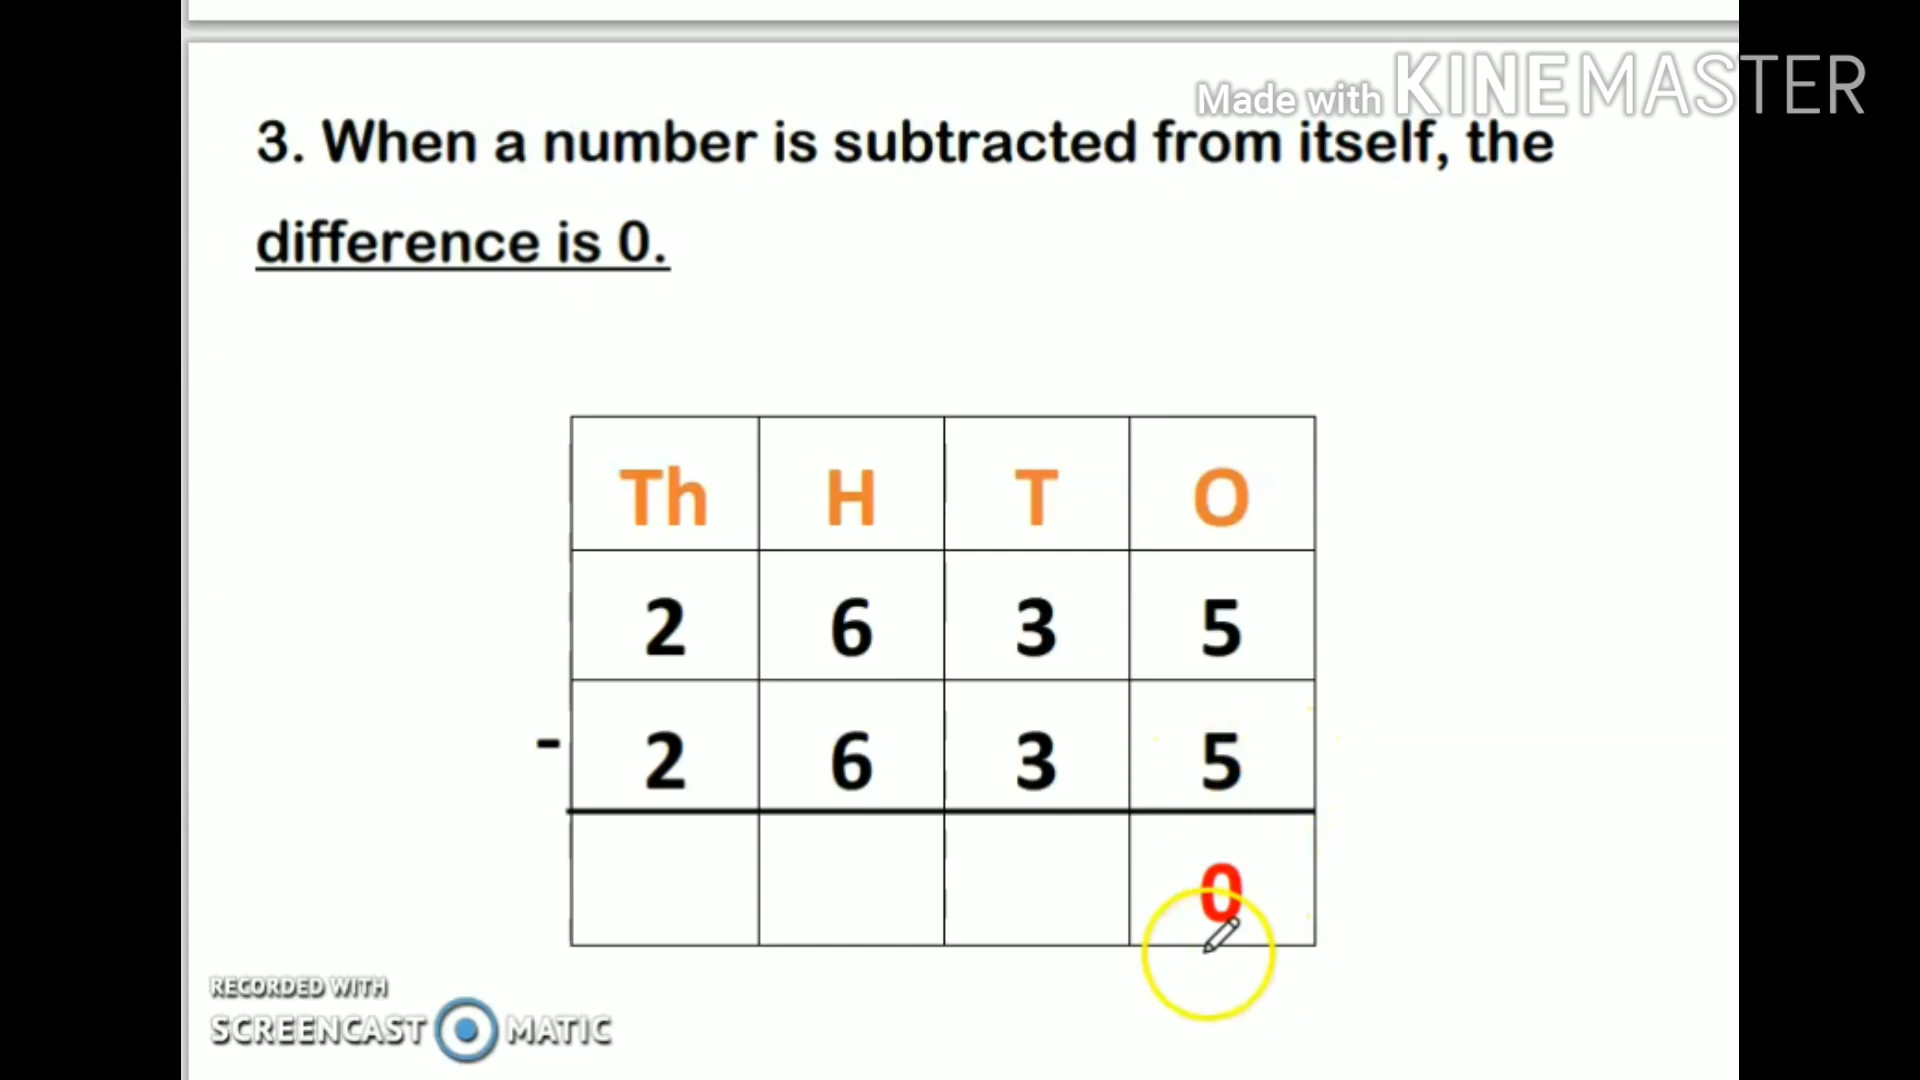 Made with KINEMASTER
3. When a number is subtracted from itself, the
difference is 0.
Th H T O
2 6 3 5
- 2 6 3 5
0
RECORDED WITH
SCREENCAST MATIC